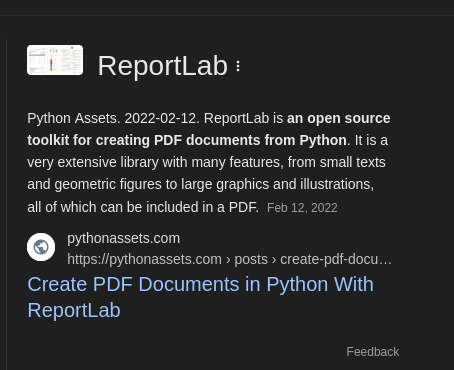 ReportLab
Python Assets. 2022-02-12. ReportLab is an open source
toolkit for creating PDF documents from Python. It is a
very extensive library with many features, from small texts
and geometric figures to large graphics and illustrations,
all of which can be included in a PDF. Feb 12, 2022
pythonassets.com
https://pythonassets.com › posts › create-pdf-docu…
Create PDF Documents in Python With
ReportLab
Feedback